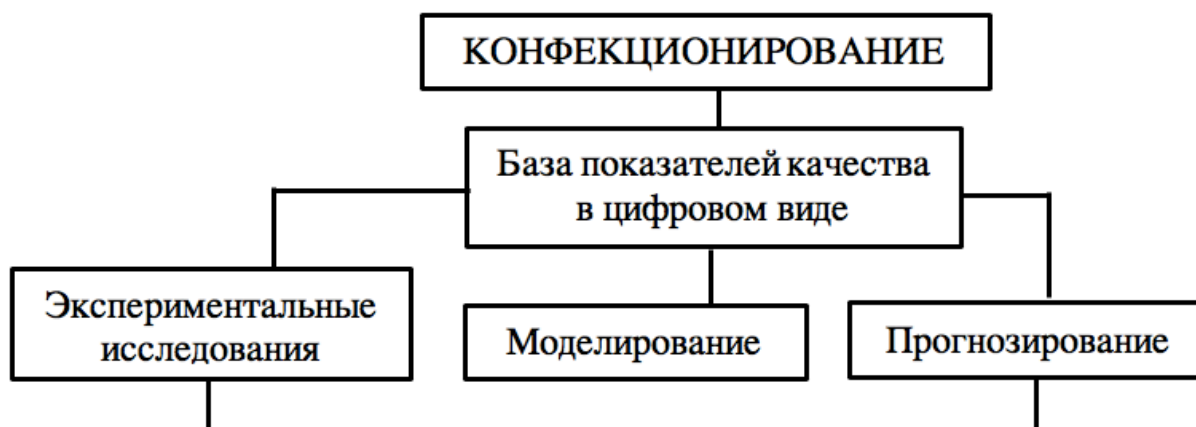 КОНФЕКЦИОНИРОВАНИЕ
База показателей качества
в цифровом виде
Экспериментальные
исследования
Моделирование
Прогнозирование